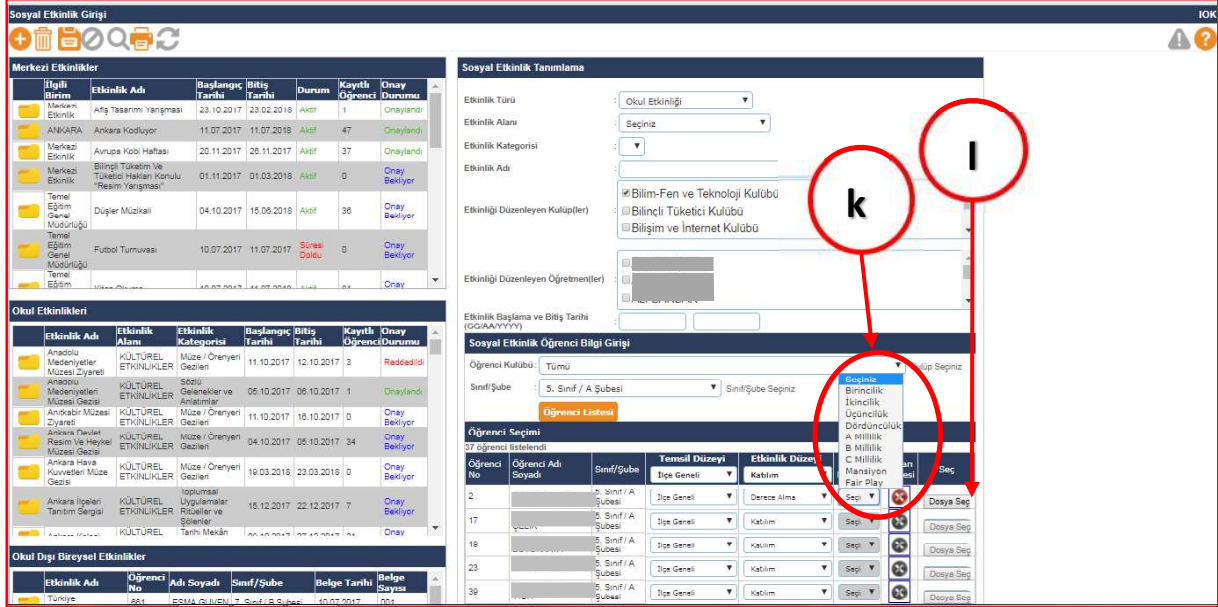 Sosyal Etkinlik Girişi
IOK
Merkezi Etkinlikler
İlgili Birim Etkinlik Adı Başlangıç Tarihi Bitiş Tarihi Durum Kayıtlı Öğrenci Onay Durumu
Merkezi Etkinlik Afiş Tasarımı Yarışması 23.10.2017 23.02.2018 Aktif 1 Onaylandı
ANKARA Ankara Kodluyor 11.07.2017 11.07.2018 Aktif 47 Onaylandı
Merkezi Etkinlik Avrupa Kobi Haftası 20.11.2017 26.11.2017 Aktif 37 Onaylandı
Merkezi Etkinlik Bilinçli Tüketim Ve Tüketici Hakları Konulu "Resim Yarışması" 01.11.2017 01.03.2018 Aktif 0 Onay Bekliyor
Temel Eğitim Genel Müdürlüğü Düşler Müzikali 04.10.2017 15.06.2018 Aktif 36 Onay Bekliyor
Temel Eğitim Genel Müdürlüğü Futbol Turnuvası 10.07.2017 11.07.2017 Süresi Doldu 0 Onay Bekliyor
Temel Eğitim Onay
Okul Etkinlikleri
Etkinlik Adı Etkinlik Alanı Etkinlik Kategorisi Başlangıç Tarihi Bitiş Tarihi Kayıtlı Öğrenci Onay Durumu
Anadolu Medeniyetler Müzesi Ziyareti KÜLTÜREL ETKİNLİKLER Müze / Örenyeri Gezileri 11.10.2017 12.10.2017 3 Reddedildi
Anadolu Medeniyetleri Müzesi Gezisi KÜLTÜREL ETKİNLİKLER Sözlü Gelenekler ve Anlatımlar 05.10.2017 06.10.2017 1 Onaylandı
Anıtkabir Müzesi Ziyareti KÜLTÜREL ETKİNLİKLER Müze / Örenyeri Gezileri 11.10.2017 16.10.2017 0 Onay Bekliyor
Ankara Devlet Resim Ve Heykel Müzesi Gezisi KÜLTÜREL ETKİNLİKLER Müze / Örenyeri Gezileri 04.10.2017 05.10.2017 34 Onay Bekliyor
Ankara Hava Kuvvetleri Müze Gezisi KÜLTÜREL ETKİNLİKLER Müze / Örenyeri Gezileri 19.03.2018 23.03.2018 0 Onay Bekliyor
Ankara İlçeleri Tanıtım Sergisi KÜLTÜREL ETKİNLİKLER Toplumsal Uygulamalar Ritüeller ve Şölenler 15.12.2017 22.12.2017 7 Onay Bekliyor
KÜLTÜREL Tarihi Mekân Onay
Okul Dışı Bireysel Etkinlikler
Etkinlik Adı Öğrenci No Adı Soyadı Sınıf/Şube Belge Tarihi Belge Sayısı
Türkiye 661 ESMA GÜVEN 7. Sınıf / B Şubesi 10.07.2017 001
Sosyal Etkinlik Tanımlama
Etkinlik Türü : Okul Etkinliği
Etkinlik Alanı : Seçiniz
Etkinlik Kategorisi :
Etkinlik Adı :
Etkinliği Düzenleyen Kulüp(ler) :
Bilim-Fen ve Teknoloji Kulübü
Bilinçli Tüketici Kulübü
Bilişim ve İnternet Kulübü
Etkinliği Düzenleyen Öğretmen(ler) :
Etkinlik Başlama ve Bitiş Tarihi (GG/AA/YYYY) :
k
l
Sosyal Etkinlik Öğrenci Bilgi Girişi
Öğrenci Kulübü: Tümü Seçiniz
Sınıf/Şube : 5. Sınıf / A Şubesi Sınıf/Şube Seçiniz
Öğrenci Listesi
Seçiniz
Birincilik
İkincilik
Üçüncülük
Dördüncülük
A Millilik
B Millilik
C Millilik
Mansiyon
Fair Play
Öğrenci Seçimi
37 öğrenci listelendi
Öğrenci No Öğrenci Adı Soyadı Sınıf/Şube Temsil Düzeyi Etkinlik Düzeyi Seç
İlçe Geneli Katılım
2 5. Sınıf / A Şubesi İlçe Geneli Derece Alma Seçi Dosya Seç
17 5. Sınıf / A Şubesi İlçe Geneli Katılım Seçi Dosya Seç
19 5. Sınıf / A Şubesi İlçe Geneli Katılım Seçi Dosya Seç
23 5. Sınıf / A Şubesi İlçe Geneli Katılım Seçi Dosya Seç
39 5. Sınıf / A Şubesi İlçe Geneli Katılım Seçi Dosya Seç